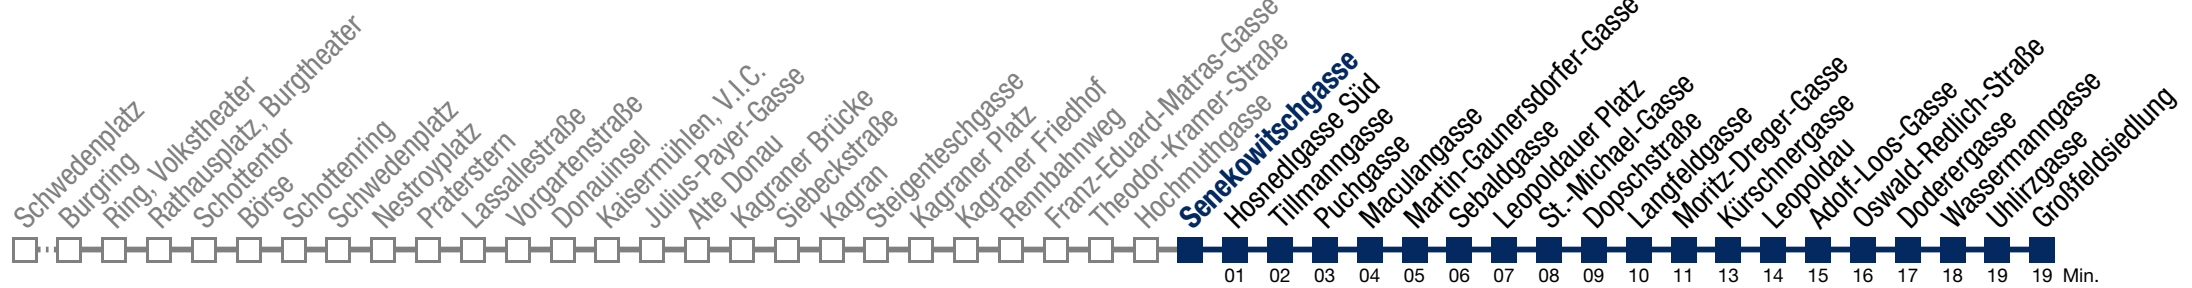 Schwedenplatz
Burgring
Ring, Volkstheater
Rathausplatz, Burgtheater
Schottentor
Börse
Schottenring
Schwedenplatz
Nestroyplatz
Praterstern
Lassallestraße
Vorgartenstraße
Donauinsel
Kaisermühlen, V.I.C.
Julius-Payer-Gasse
Alte Donau
Kagraner Brücke
Siebeckstraße
Kagran
Steigenteschgasse
Kagraner Platz
Kagraner Friedhof
Rennbahnweg
Franz-Eduard-Matras-Gasse
Theodor-Kramer-Straße
Hochmuthgasse
Senekowitschgasse
Hosnedlgasse Süd
Tillmanngasse
Puchgasse
Maculangasse
Martin-Gaunersdorfer-Gasse
Sebaldgasse
Leopoldauer Platz
St.-Michael-Gasse
Dopschstraße
Langfeldgasse
Moritz-Dreger-Gasse
Kürschnergasse
Leopoldau
Adolf-Loos-Gasse
Oswald-Redlich-Straße
Doderergasse
Wassermanngasse
Uhlirzgasse
Großfeldsiedlung
01 02 03 04 05 06 07 08 09 10 11 13 14 15 16 17 18 19 19 Min.